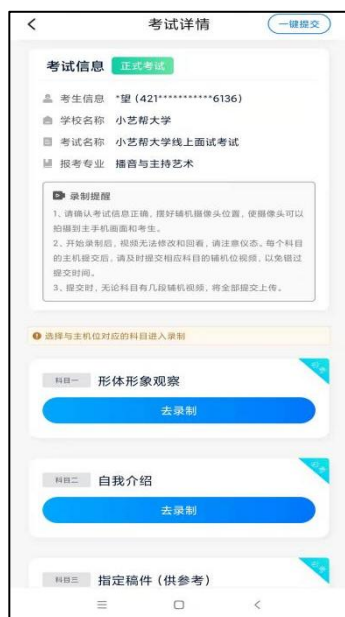 考试详情
一键提交
考试信息 正式考试
考生信息 *望 (421***********6136)
学校名称 小艺帮大学
考试名称 小艺帮大学线上面试考试
报考专业 播音与主持艺术
录制提醒
1、请确认考试信息正确，摆好辅机摄像头位置，使摄像头可以
拍摄到主手机画面和考生。
2、开始录制后，视频无法修改和回看，请注意仪态。每个科目
的主机提交后，请及时提交相应科目的辅机位视频，以免错过
提交时间。
3、提交时，无论科目有几段辅机视频，将全部提交上传。
选择与主机位对应的科目进入录制
科目一 形体形象观察
必考
去录制
科目二 自我介绍
必考
去录制
科目三 指定稿件 (供参考)
必考